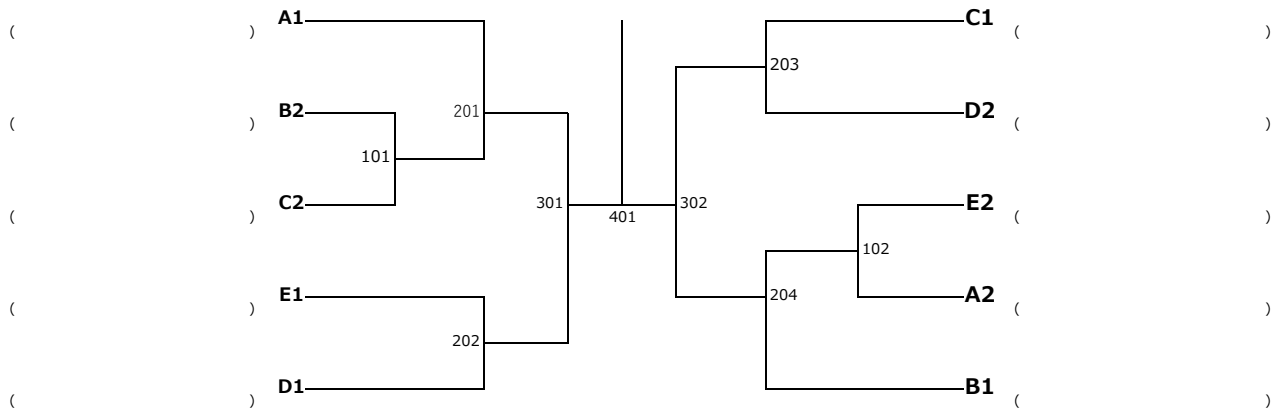 A1 C1
( ) ( )
203
B2 201 D2
( ) ( )
101
C2 301 302 E2
401
( ) ( )
102
E1 204 A2
( ) ( )
202
D1 B1
( ) ( )